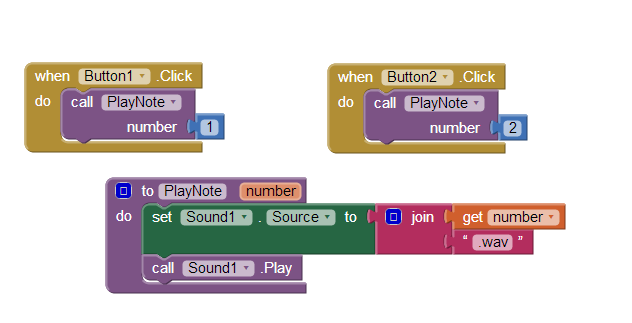 when Button1 .Click
do call PlayNote
number 1
when Button2 .Click
do call PlayNote
number 2
to PlayNote number
do set Sound1 . Source to join get number
“ .wav ”
call Sound1 .Play